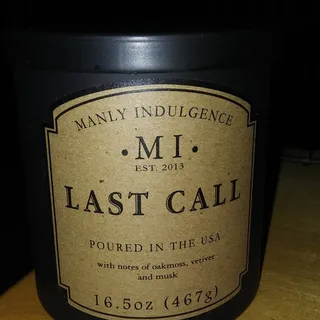 MANLY INDULGENCE
• MI •
EST. 2013
LAST CALL
POURED IN THE USA
with notes of oakmoss, vetiver
and musk
16.5oz (467g)